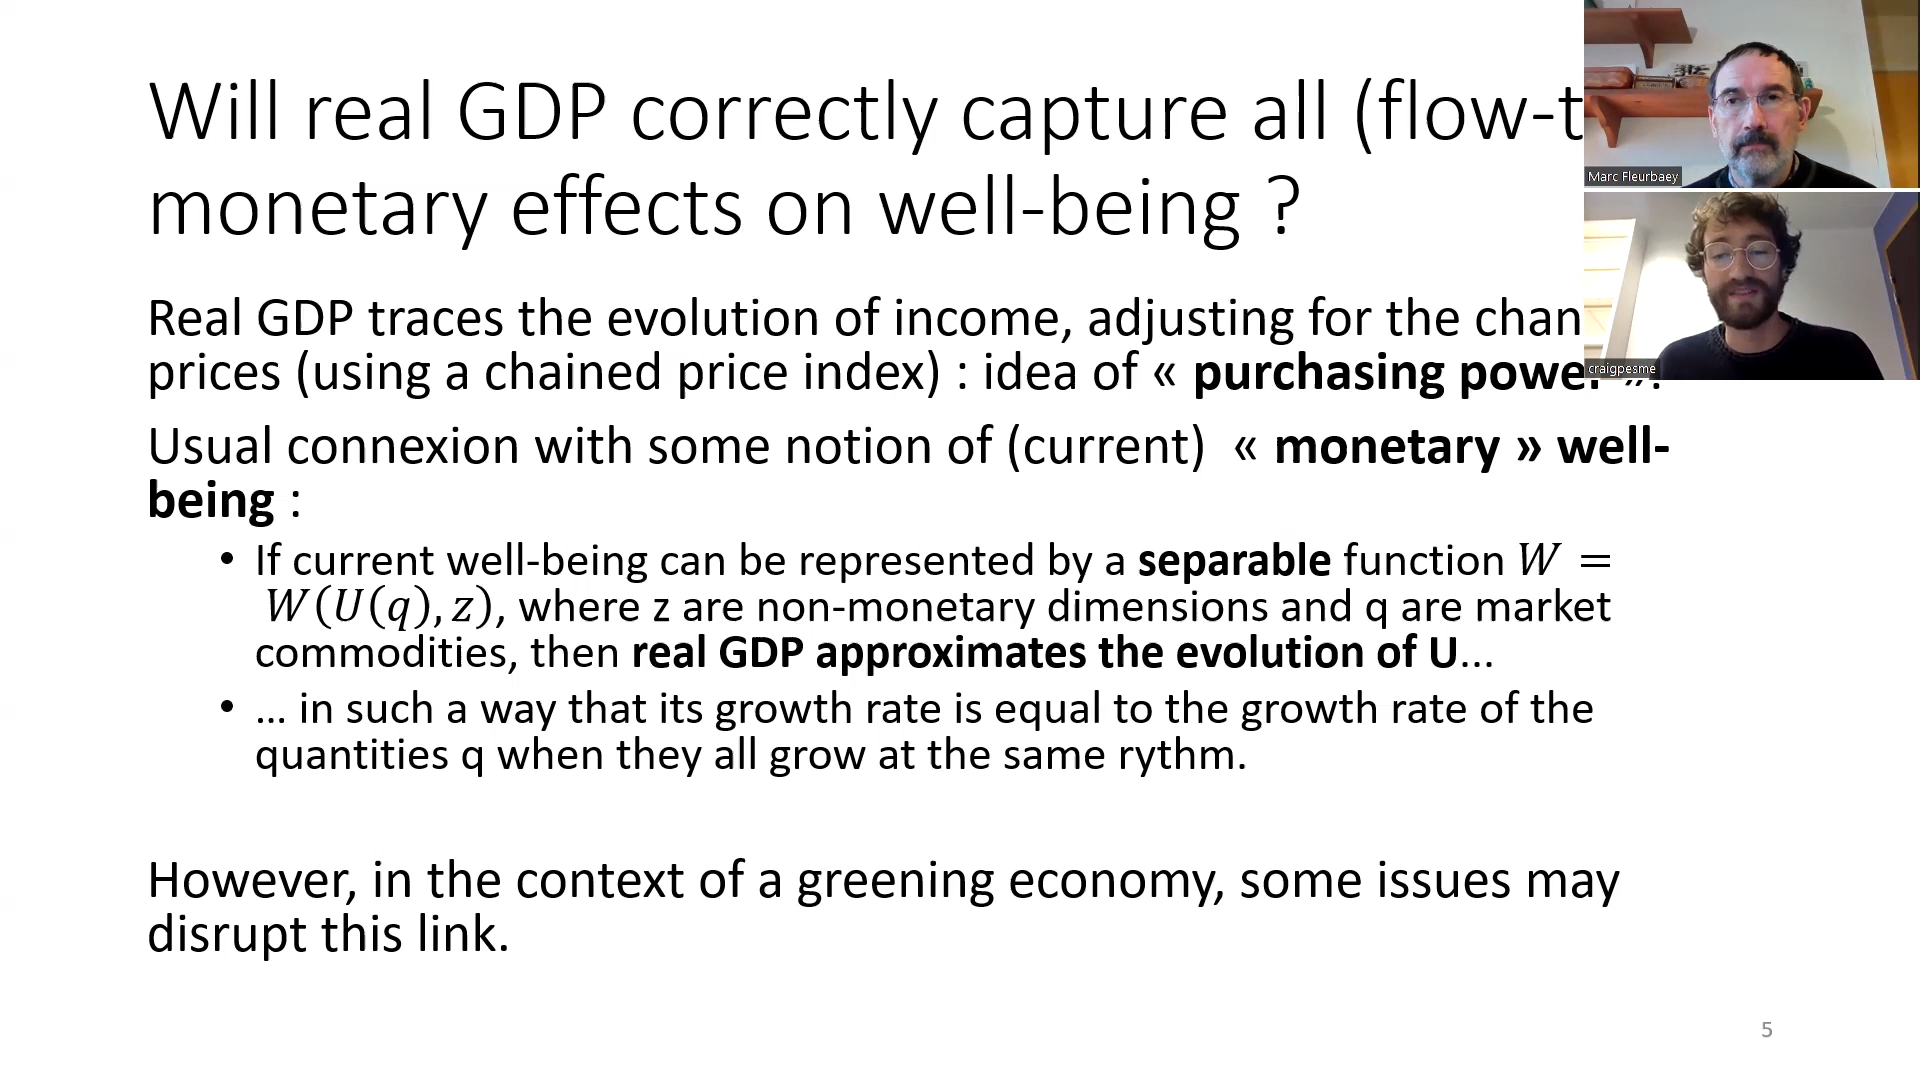 Will real GDP correctly capture all (flow-t
monetary effects on well-being ?
Marc Fleurbaey
Real GDP traces the evolution of income, adjusting for the chan
prices (using a chained price index) : idea of « purchasing power ».
craigpesme
Usual connexion with some notion of (current) « monetary » well-
being :
• If current well-being can be represented by a separable function W =
W(U(q), z), where z are non-monetary dimensions and q are market
commodities, then real GDP approximates the evolution of U...
• ... in such a way that its growth rate is equal to the growth rate of the
quantities q when they all grow at the same rythm.
However, in the context of a greening economy, some issues may
disrupt this link.
5